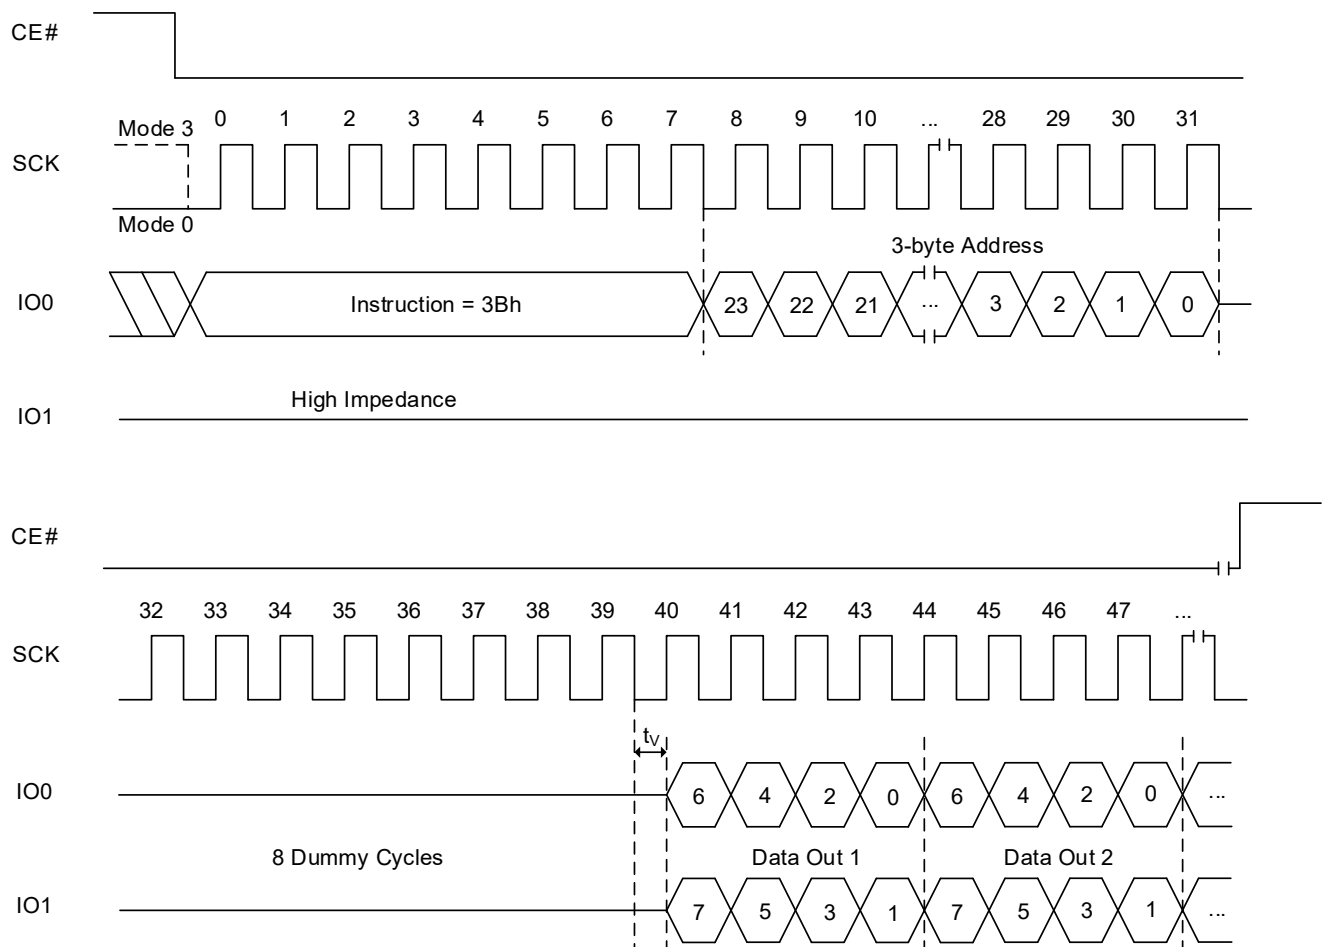 CE#
Mode 3 0 1 2 3 4 5 6 7 8 9 10 ... 28 29 30 31
SCK
Mode 0
3-byte Address
IO0 Instruction = 3Bh 23 22 21 ... 3 2 1 0
High Impedance
IO1
CE#
32 33 34 35 36 37 38 39 40 41 42 43 44 45 46 47 ...
SCK
tV
IO0 6 4 2 0 6 4 2 0 ...
8 Dummy Cycles Data Out 1 Data Out 2
IO1 7 5 3 1 7 5 3 1 ...